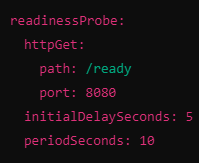 readinessProbe:
  httpGet:
    path: /ready
    port: 8080
  initialDelaySeconds: 5
  periodSeconds: 10